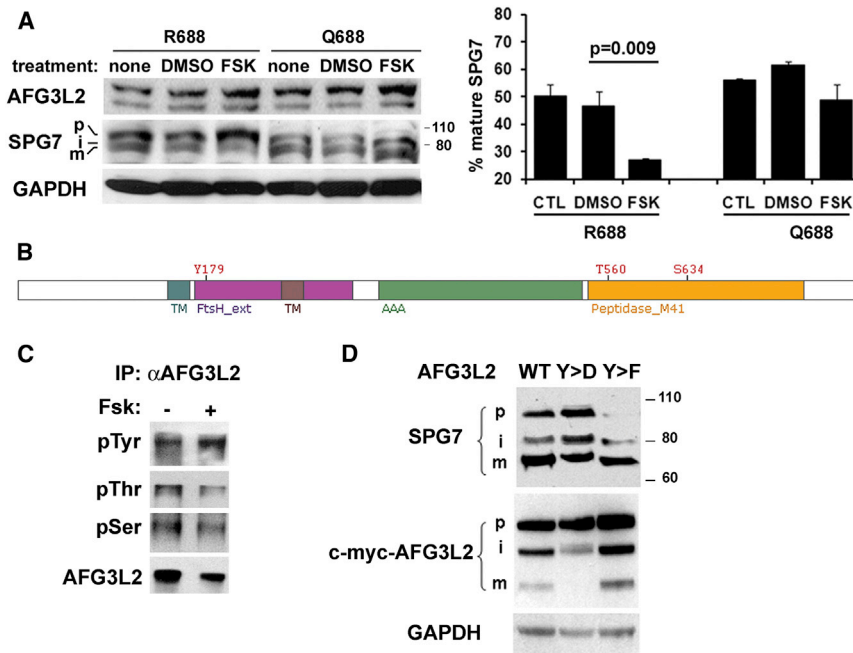 A
R688 Q688
treatment: none DMSO FSK none DMSO FSK
AFG3L2
SPG7 p i m
110
80
GAPDH
% mature SPG7
80
70
60
50
40
30
20
p=0.009
CTL DMSO FSK CTL DMSO FSK
R688 Q688
B
Y179 T560 S634
TM FtsH_ext TM AAA Peptidase_M41
C
IP: αAFG3L2
Fsk: - +
pTyr
pThr
pSer
AFG3L2
D
AFG3L2 WT Y>D Y>F
SPG7 p i m
110
80
60
c-myc-AFG3L2 p i m
GAPDH